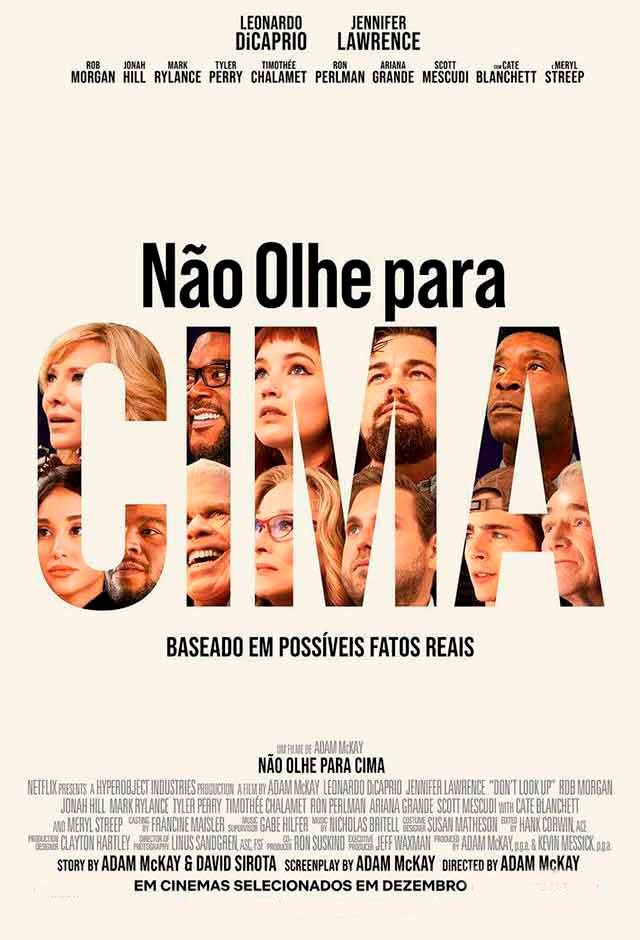 LEONARDO JENNIFER
DiCAPRIO LAWRENCE
ROB JONAH MARK TYLER TIMOTHÉE RON ARIANA SCOTT COM CATE E MERYL
MORGAN HILL RYLANCE PERRY CHALAMET PERLMAN GRANDE MESCUDI BLANCHETT STREEP
Não Olhe para
CIMA
BASEADO EM POSSÍVEIS FATOS REAIS
UM FILME DE ADAM McKAY
NÃO OLHE PARA CIMA
NETFLIX PRESENTS A HYPEROBJECT INDUSTRIES PRODUCTION A FILM BY ADAM McKAY LEONARDO DiCAPRIO JENNIFER LAWRENCE "DON'T LOOK UP" ROB MORGAN
JONAH HILL MARK RYLANCE TYLER PERRY TIMOTHÉE CHALAMET RON PERLMAN ARIANA GRANDE SCOTT MESCUDI WITH CATE BLANCHETT
AND MERYL STREEP CASTING BY FRANCINE MAISLER MUSIC SUPERVISOR GABE HILFER MUSIC BY NICHOLAS BRITELL COSTUME DESIGNER SUSAN MATHESON EDITED BY HANK CORWIN, ACE
PRODUCTION DESIGNER CLAYTON HARTLEY DIRECTOR OF PHOTOGRAPHY LINUS SANDGREN, ASC, FSF CO-PRODUCER RON SUSKIND EXECUTIVE PRODUCER JEFF WAXMAN PRODUCED BY ADAM McKAY, p.g.a. & KEVIN MESSICK, p.g.a.
STORY BY ADAM McKAY & DAVID SIROTA SCREENPLAY BY ADAM McKAY DIRECTED BY ADAM McKAY
EM CINEMAS SELECIONADOS EM DEZEMBRO